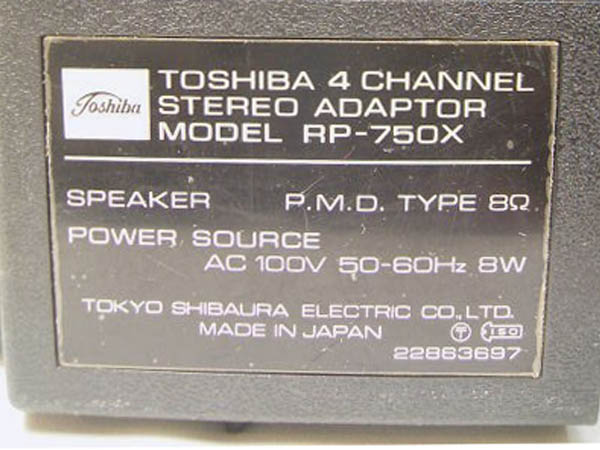 Toshiba
TOSHIBA 4 CHANNEL
STEREO ADAPTOR
MODEL RP-750X
SPEAKER P.M.D. TYPE 8Ω
POWER SOURCE
AC 100V 50-60Hz 8W
TOKYO SHIBAURA ELECTRIC CO., LTD.
MADE IN JAPAN 〒 ISO
22863697